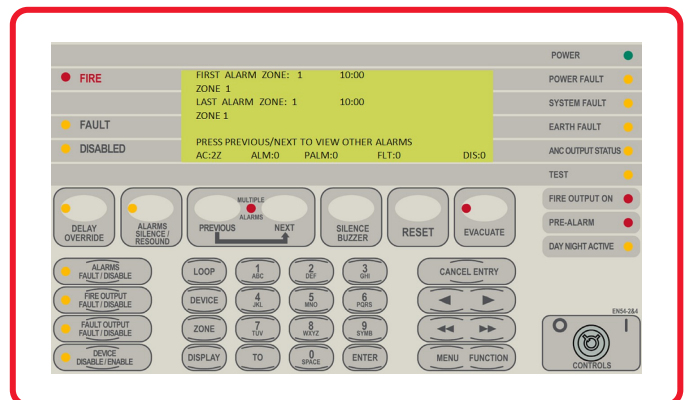 POWER
FIRE
FIRST ALARM ZONE: 1 10:00
ZONE 1
LAST ALARM ZONE: 1 10:00
ZONE 1
PRESS PREVIOUS/NEXT TO VIEW OTHER ALARMS
AC:2Z ALM:0 PALM:0 FLT:0 DIS:0
POWER FAULT
SYSTEM FAULT
FAULT
EARTH FAULT
DISABLED
ANC OUTPUT STATUS
TEST
FIRE OUTPUT ON
PRE-ALARM
DAY NIGHT ACTIVE
DELAY
OVERRIDE
ALARMS
SILENCE /
RESOUND
MULTIPLE
ALARMS
PREVIOUS NEXT
SILENCE
BUZZER
RESET
EVACUATE
ALARMS
FAULT / DISABLE
LOOP
1
ABC
2
DEF
3
GHI
CANCEL ENTRY
FIRE OUTPUT
FAULT / DISABLE
DEVICE
4
JKL
5
MNO
6
PQRS
FAULT OUTPUT
FAULT / DISABLE
ZONE
7
TUV
8
WXYZ
9
SYMB
DEVICE
DISABLE / ENABLE
DISPLAY
TO
0
SPACE
ENTER
MENU FUNCTION
EN54-2&4
O I
CONTROLS